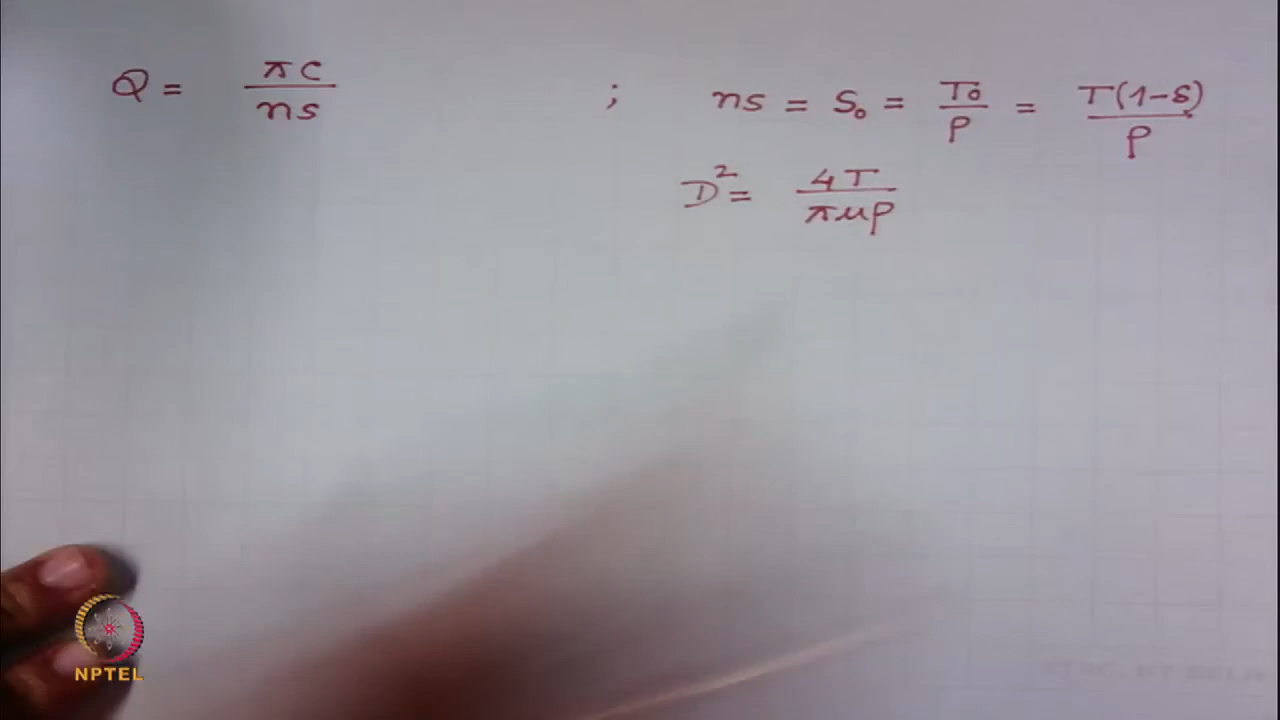 Q = πC / ns ; ns = S₀ = T₀ / P = T(1-δ) / P
D² = 4T / πμP
NPTEL